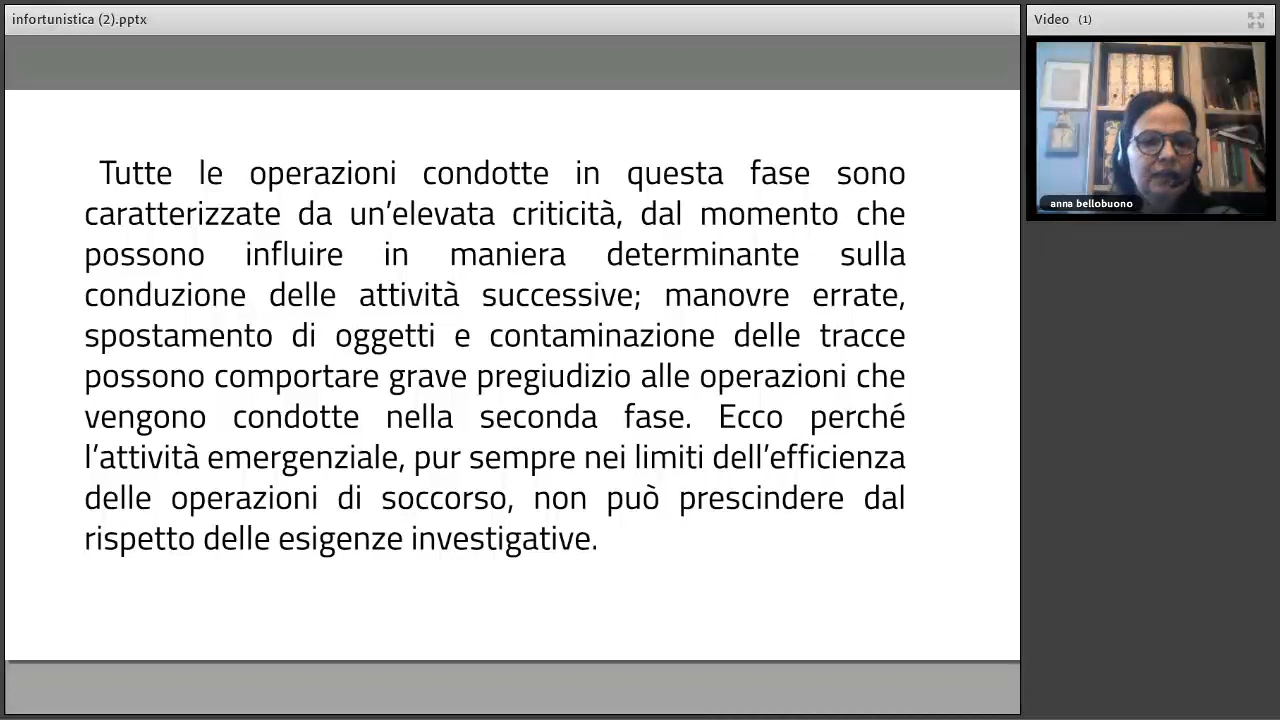 infortunistica (2).pptx
Video (1)
Tutte le operazioni condotte in questa fase sono
caratterizzate da un’elevata criticità, dal momento che
possono influire in maniera determinante sulla
conduzione delle attività successive; manovre errate,
spostamento di oggetti e contaminazione delle tracce
possono comportare grave pregiudizio alle operazioni che
vengono condotte nella seconda fase. Ecco perché
l’attività emergenziale, pur sempre nei limiti dell’efficienza
delle operazioni di soccorso, non può prescindere dal
rispetto delle esigenze investigative.
anna bellobuono